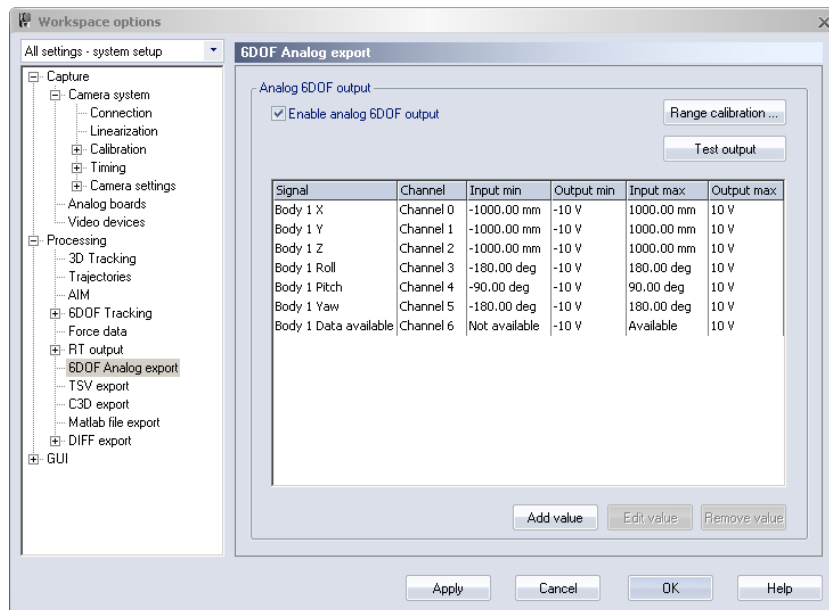 Workspace options
All settings - system setup
Capture
Camera system
Connection
Linearization
Calibration
Timing
Camera settings
Analog boards
Video devices
Processing
3D Tracking
Trajectories
AIM
6DOF Tracking
Force data
RT output
6DOF Analog export
TSV export
C3D export
Matlab file export
DIFF export
GUI
6DOF Analog export
Analog 6DOF output
Enable analog 6DOF output
Range calibration ...
Test output
Signal Channel Input min Output min Input max Output max
Body 1 X Channel 0 -1000.00 mm -10 V 1000.00 mm 10 V
Body 1 Y Channel 1 -1000.00 mm -10 V 1000.00 mm 10 V
Body 1 Z Channel 2 -1000.00 mm -10 V 1000.00 mm 10 V
Body 1 Roll Channel 3 -180.00 deg -10 V 180.00 deg 10 V
Body 1 Pitch Channel 4 -90.00 deg -10 V 90.00 deg 10 V
Body 1 Yaw Channel 5 -180.00 deg -10 V 180.00 deg 10 V
Body 1 Data available Channel 6 Not available -10 V Available 10 V
Add value Edit value Remove value
Apply Cancel OK Help